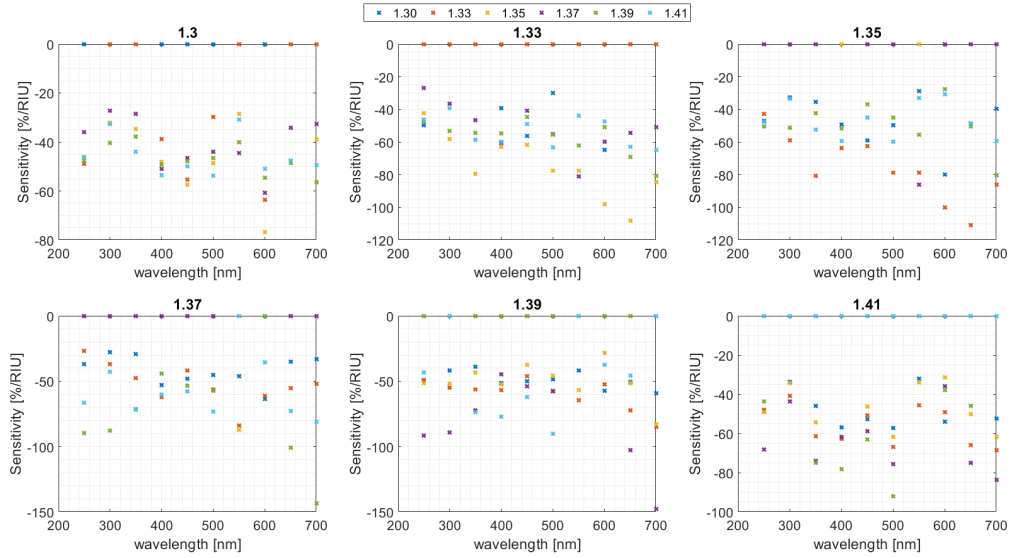 1.30 1.33 1.35 1.37 1.39 1.41
1.3 1.33 1.35
0 0 0
-20 -20 -20
-40 -40 -40
-60 -60 -60
-80 -80 -80
-100 -100
-120 -120
Sensitivity [%/RIU] Sensitivity [%/RIU] Sensitivity [%/RIU]
200 300 400 500 600 700 200 300 400 500 600 700 200 300 400 500 600 700
wavelength [nm] wavelength [nm] wavelength [nm]
1.37 1.39 1.41
0 0 0
-50 -50 -20
-100 -100 -40
-150 -150 -60
-80
-100
Sensitivity [%/RIU] Sensitivity [%/RIU] Sensitivity [%/RIU]
200 300 400 500 600 700 200 300 400 500 600 700 200 300 400 500 600 700
wavelength [nm] wavelength [nm] wavelength [nm]